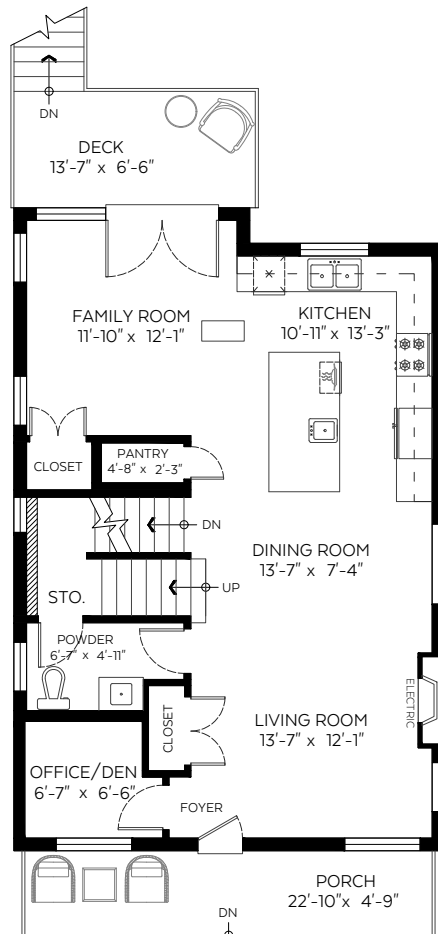 DN
DECK
13'-7" x 6'-6"
FAMILY ROOM
11'-10" x 12'-1"
KITCHEN
10'-11" x 13'-3"
CLOSET
PANTRY
4'-8" x 2'-3"
DN
DINING ROOM
13'-7" x 7'-4"
UP
STO.
POWDER
6'-7" x 4'-11"
ELECTRIC
CLOSET
LIVING ROOM
13'-7" x 12'-1"
OFFICE/DEN
6'-7" x 6'-6"
FOYER
PORCH
22'-10"x 4'-9"
DN